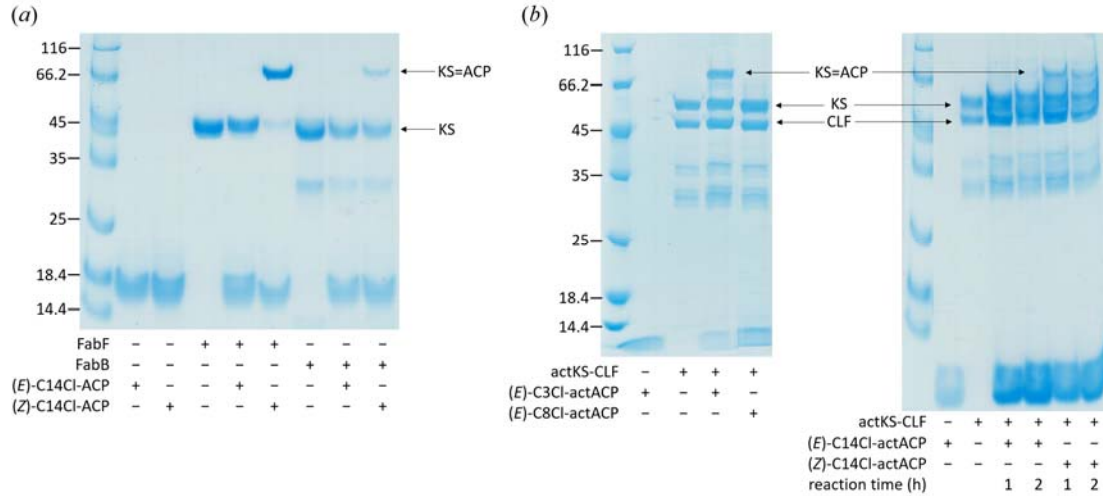 (a)
116
66.2
45
35
25
18.4
14.4
KS=ACP
KS
FabF – – + + + – – –
FabB – – – – – + + +
(E)-C14Cl-ACP + – – + – – + –
(Z)-C14Cl-ACP – + – – + – – +
(b)
116
66.2
45
35
25
18.4
14.4
KS=ACP
KS
CLF
actKS-CLF – + + +
(E)-C3Cl-actACP + – + –
(E)-C8Cl-actACP – – – +
actKS-CLF – + + + + +
(E)-C14Cl-actACP + – + + – –
(Z)-C14Cl-actACP – – – – + +
reaction time (h) 1 2 1 2